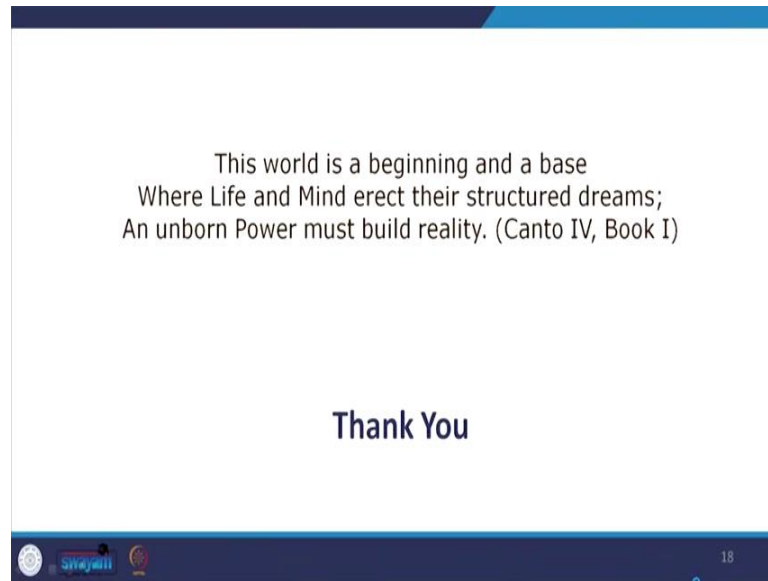 This world is a beginning and a base
Where Life and Mind erect their structured dreams;
An unborn Power must build reality. (Canto IV, Book I)
Thank You
swayam
18